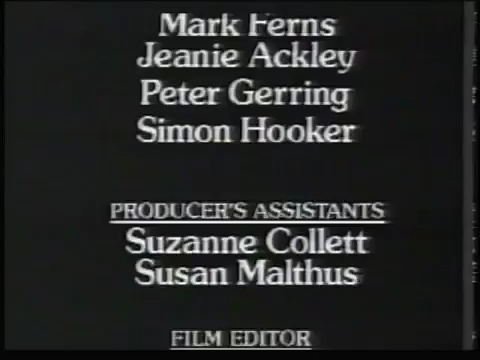 Mark Ferns
Jeanie Ackley
Peter Gerring
Simon Hooker
PRODUCER'S ASSISTANTS
Suzanne Collett
Susan Malthus
FILM EDITOR